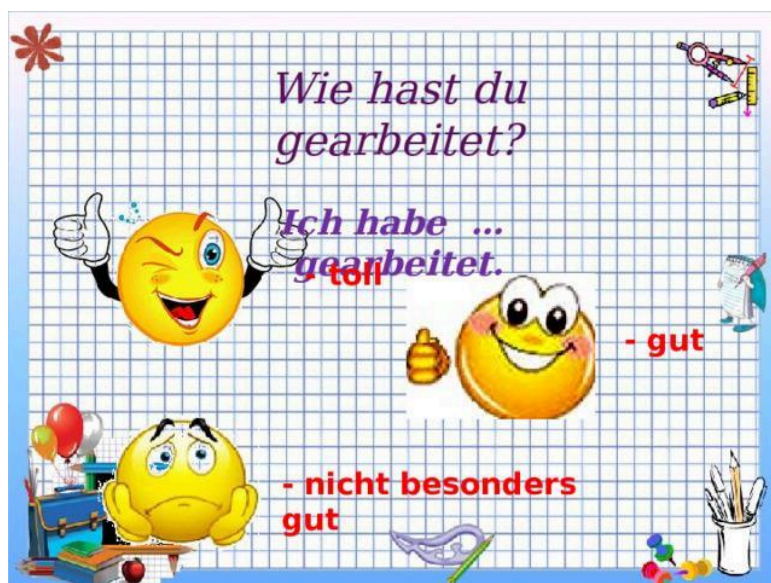 Wie hast du
gearbeitet?
Ich habe ...
gearbeitet.
- toll
- gut
- nicht besonders
gut